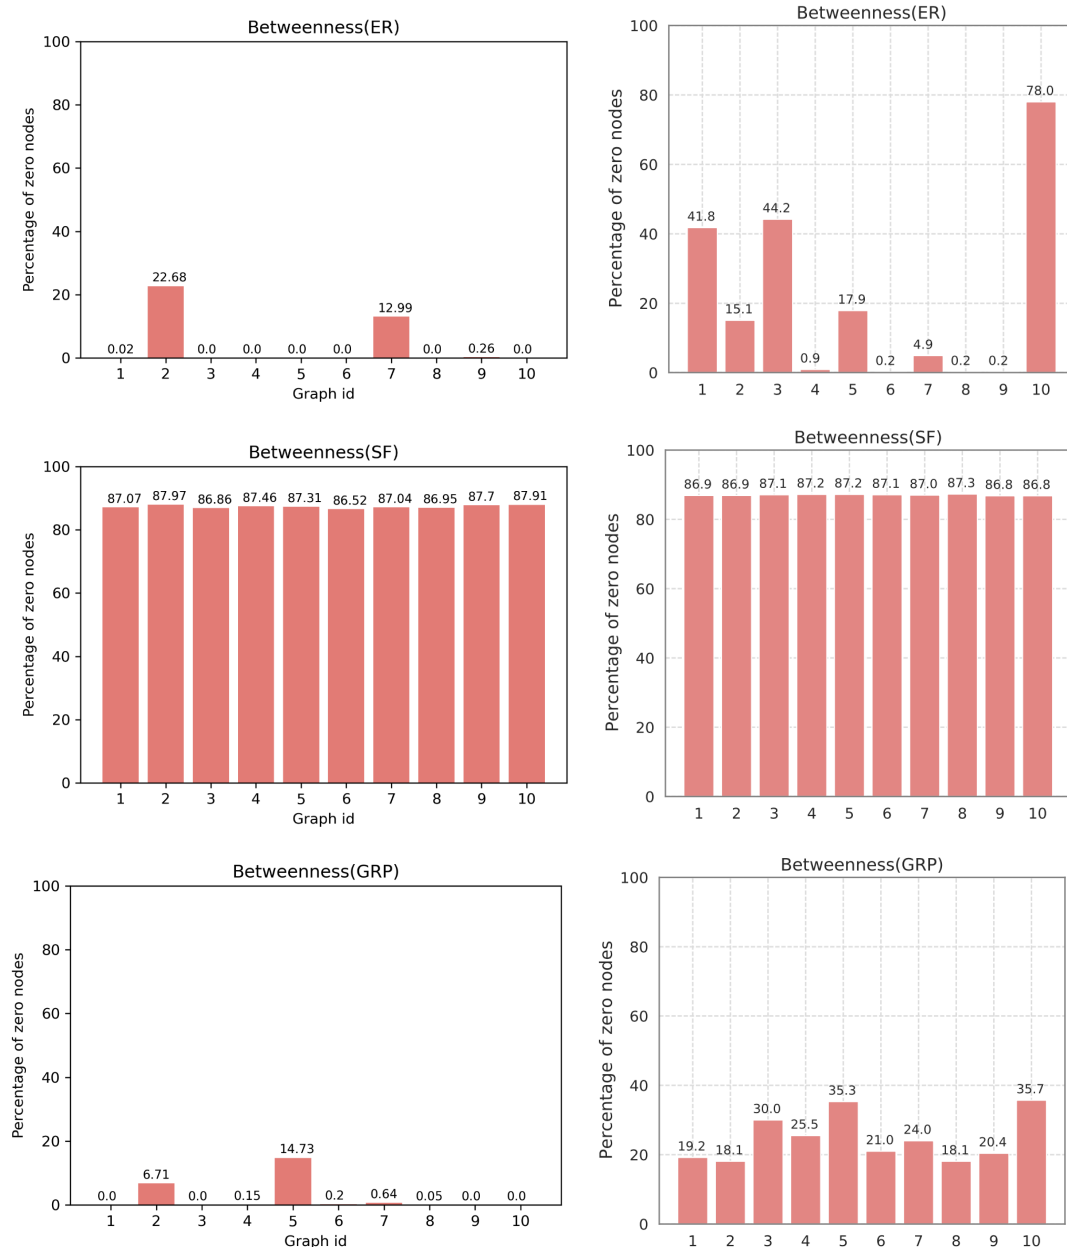 Betweenness(ER)
Percentage of zero nodes
100
80
60
40
20
0
0.02 22.68 0.0 0.0 0.0 0.0 12.99 0.0 0.26 0.0
1 2 3 4 5 6 7 8 9 10
Graph id
Betweenness(ER)
Percentage of zero nodes
100
80
60
40
20
0
41.8 15.1 44.2 0.9 17.9 0.2 4.9 0.2 0.2 78.0
1 2 3 4 5 6 7 8 9 10
Betweenness(SF)
Percentage of zero nodes
100
80
60
40
20
0
87.07 87.97 86.86 87.46 87.31 86.52 87.04 86.95 87.7 87.91
1 2 3 4 5 6 7 8 9 10
Graph id
Betweenness(SF)
Percentage of zero nodes
100
80
60
40
20
0
86.9 86.9 87.1 87.2 87.2 87.1 87.0 87.3 86.8 86.8
1 2 3 4 5 6 7 8 9 10
Betweenness(GRP)
Percentage of zero nodes
100
80
60
40
20
0
0.0 6.71 0.0 0.15 14.73 0.2 0.64 0.05 0.0 0.0
1 2 3 4 5 6 7 8 9 10
Graph id
Betweenness(GRP)
Percentage of zero nodes
100
80
60
40
20
0
19.2 18.1 30.0 25.5 35.3 21.0 24.0 18.1 20.4 35.7
1 2 3 4 5 6 7 8 9 10